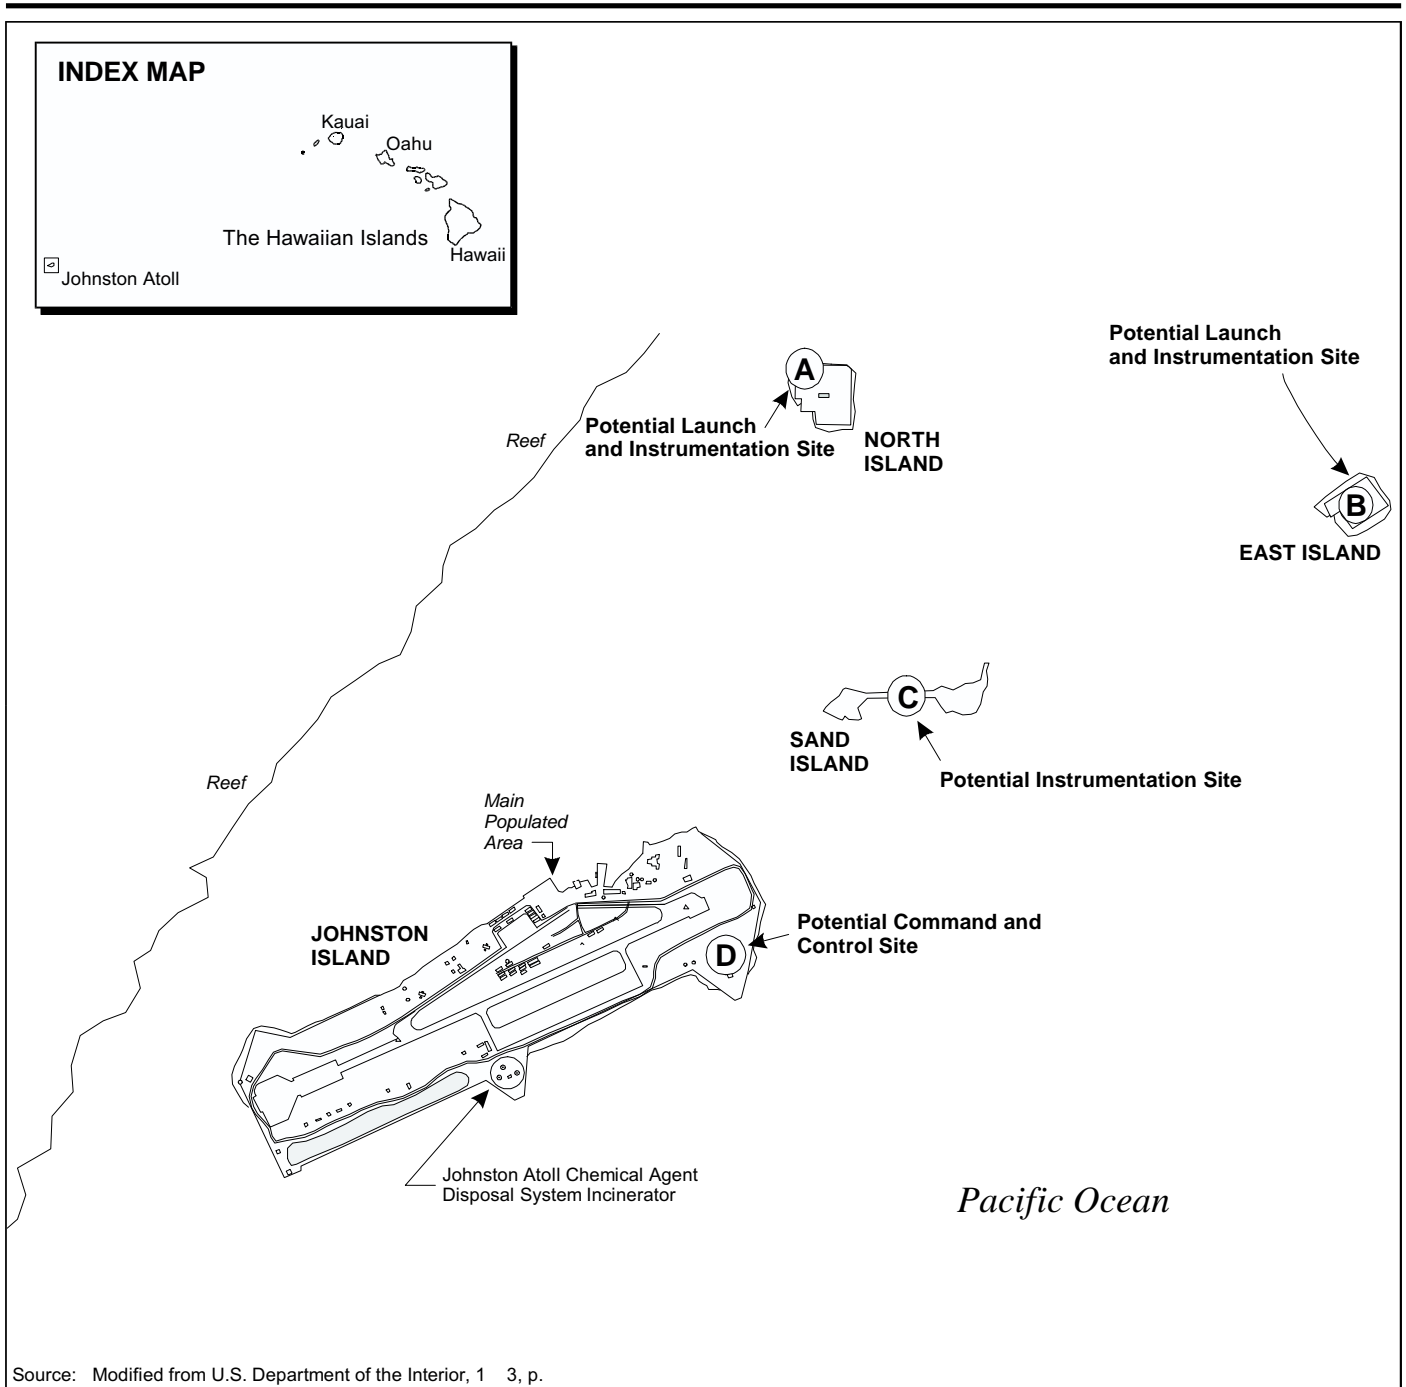 INDEX MAP
Kauai
Oahu
The Hawaiian Islands
Hawaii
Johnston Atoll
Potential Launch
and Instrumentation Site
A
Potential Launch
and Instrumentation Site
NORTH
ISLAND
Reef
B
EAST ISLAND
C
SAND
ISLAND
Potential Instrumentation Site
Reef
Main
Populated
Area
JOHNSTON
ISLAND
Potential Command and
Control Site
D
Johnston Atoll Chemical Agent
Disposal System Incinerator
Pacific Ocean
Source: Modified from U.S. Department of the Interior, 1 3, p.